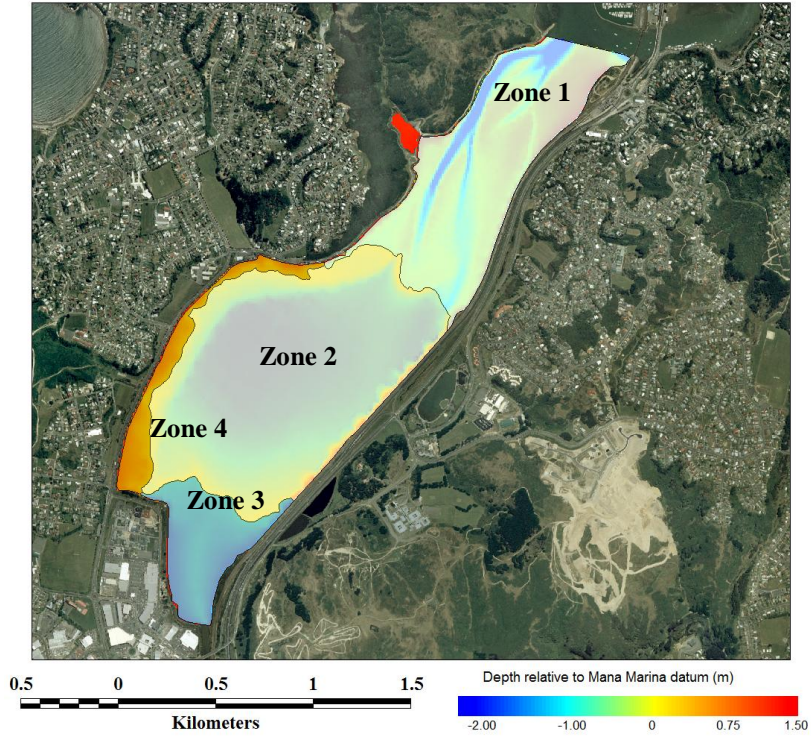 Zone 1
Zone 2
Zone 4
Zone 3
0.5 0 0.5 1 1.5
Kilometers
Depth relative to Mana Marina datum (m)
-2.00 -1.00 0 0.75 1.50